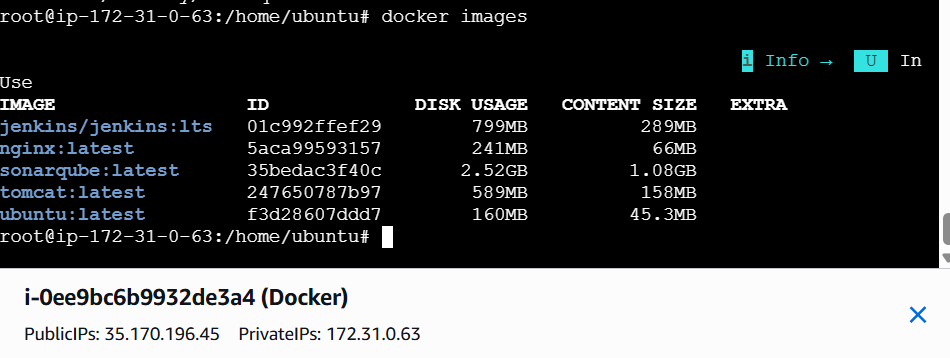 root@ip-172-31-0-63:/home/ubuntu# docker images
i Info → U In
Use
IMAGE ID DISK USAGE CONTENT SIZE EXTRA
jenkins/jenkins:lts 01c992ffef29 799MB 289MB
nginx:latest 5aca99593157 241MB 66MB
sonarqube:latest 35bedac3f40c 2.52GB 1.08GB
tomcat:latest 247650787b97 589MB 158MB
ubuntu:latest f3d28607ddd7 160MB 45.3MB
root@ip-172-31-0-63:/home/ubuntu#
i-0ee9bc6b9932de3a4 (Docker)
PublicIPs: 35.170.196.45 PrivateIPs: 172.31.0.63